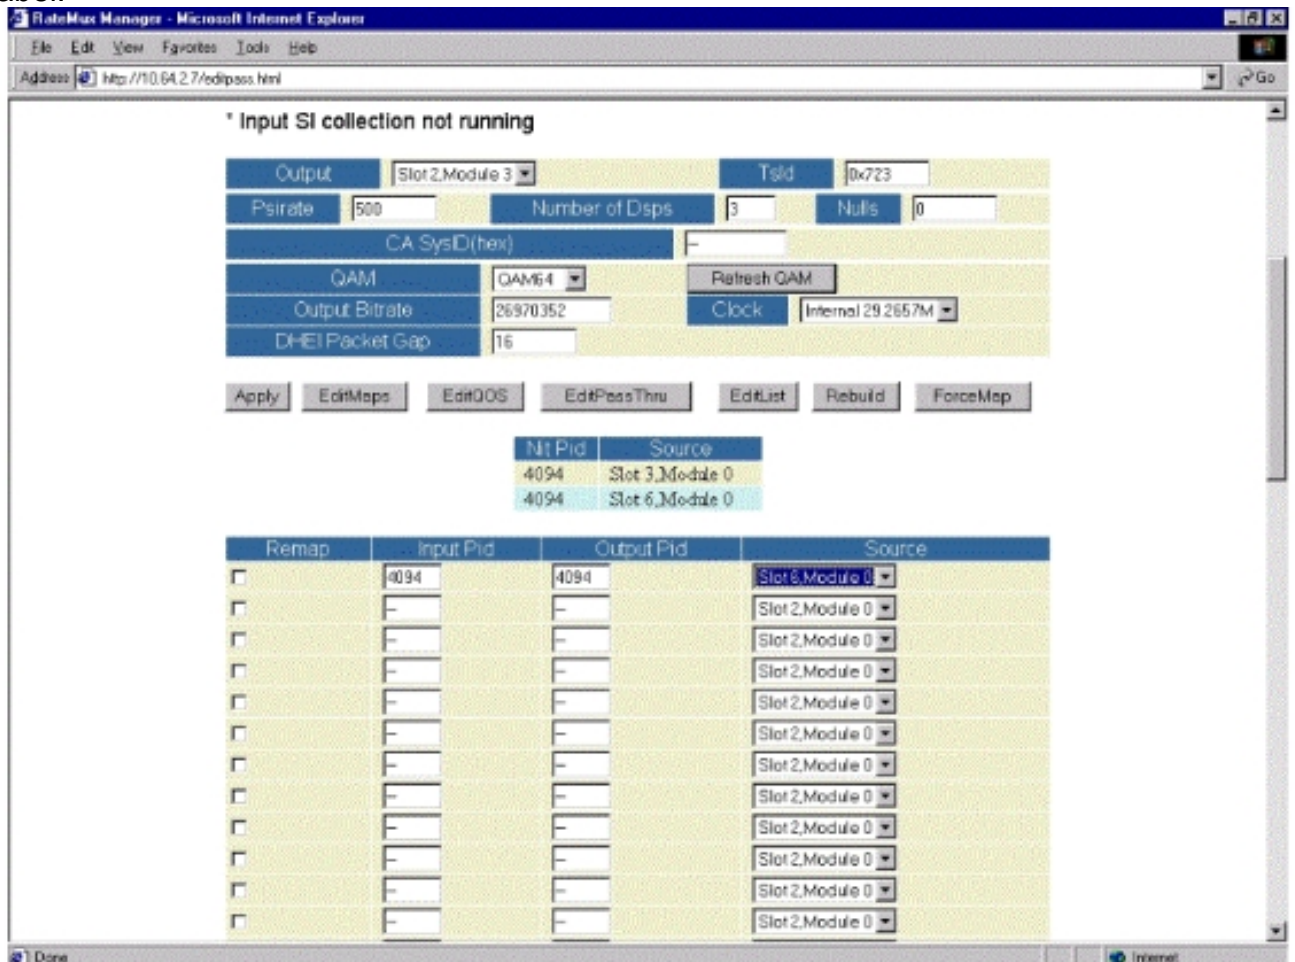 RateMux Manager - Microsoft Internet Explorer
File Edit View Favorites Tools Help
Address http://10.64.2.7/editpass.html Go
* Input SI collection not running
Output Slot 2,Module 3 TsId 0x723
Psirate 500 Number of Dsps 3 Nulls 0
CA SysID(hex) --
QAM QAM64 Refresh QAM
Output Bitrate 26970352 Clock Internal 29.2657M
DHEI Packet Gap 16
Apply EditMaps EditQOS EditPassThru EditList Rebuild ForceMap
Nit Pid Source
4094 Slot 3,Module 0
4094 Slot 6,Module 0
Remap Input Pid Output Pid Source
4094 4094 Slot 6,Module 0
-- -- Slot 2,Module 0
-- -- Slot 2,Module 0
-- -- Slot 2,Module 0
-- -- Slot 2,Module 0
-- -- Slot 2,Module 0
-- -- Slot 2,Module 0
-- -- Slot 2,Module 0
-- -- Slot 2,Module 0
-- -- Slot 2,Module 0
-- -- Slot 2,Module 0
-- -- Slot 2,Module 0
Done Internet